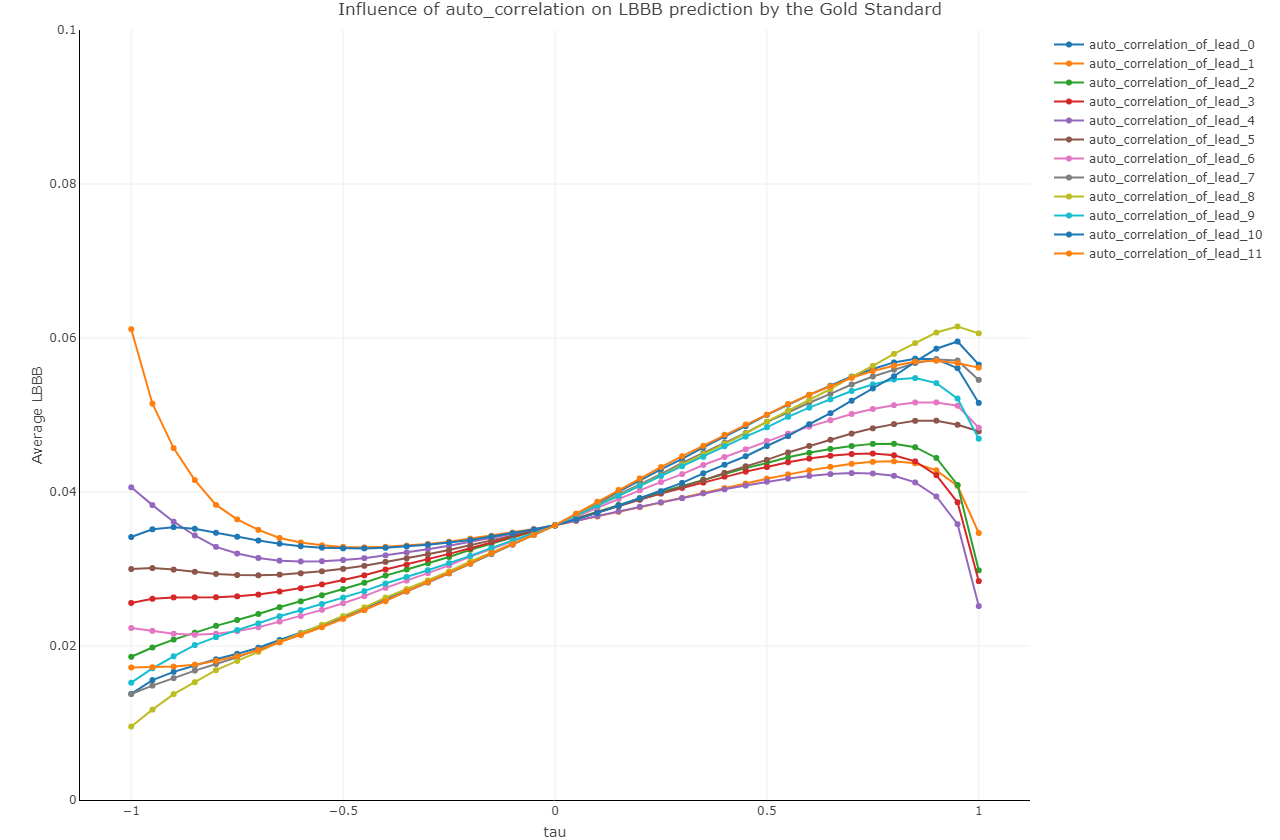 Influence of auto_correlation on LBBB prediction by the Gold Standard
0.1
0.08
0.06
0.04
0.02
0
Average LBBB
−1
−0.5
0
0.5
1
tau
auto_correlation_of_lead_0
auto_correlation_of_lead_1
auto_correlation_of_lead_2
auto_correlation_of_lead_3
auto_correlation_of_lead_4
auto_correlation_of_lead_5
auto_correlation_of_lead_6
auto_correlation_of_lead_7
auto_correlation_of_lead_8
auto_correlation_of_lead_9
auto_correlation_of_lead_10
auto_correlation_of_lead_11